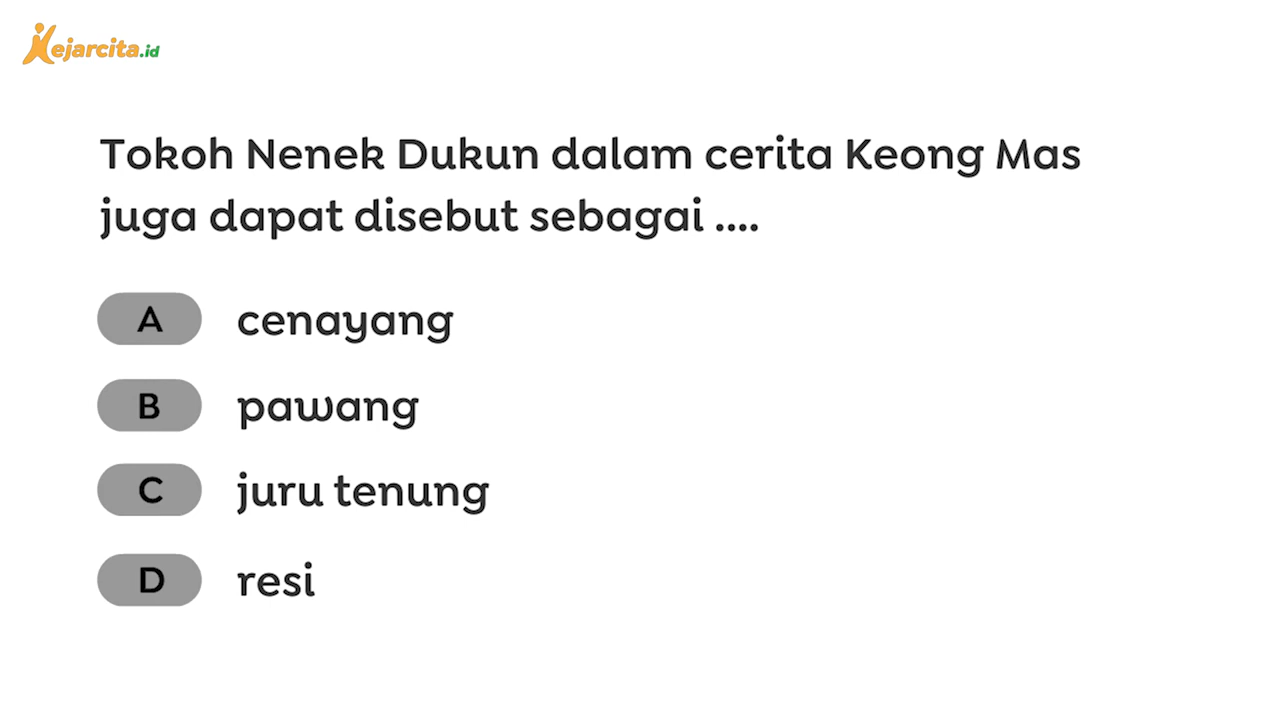 Kejarcita.id
Tokoh Nenek Dukun dalam cerita Keong Mas
juga dapat disebut sebagai ....
A cenayang
B pawang
C juru tenung
D resi